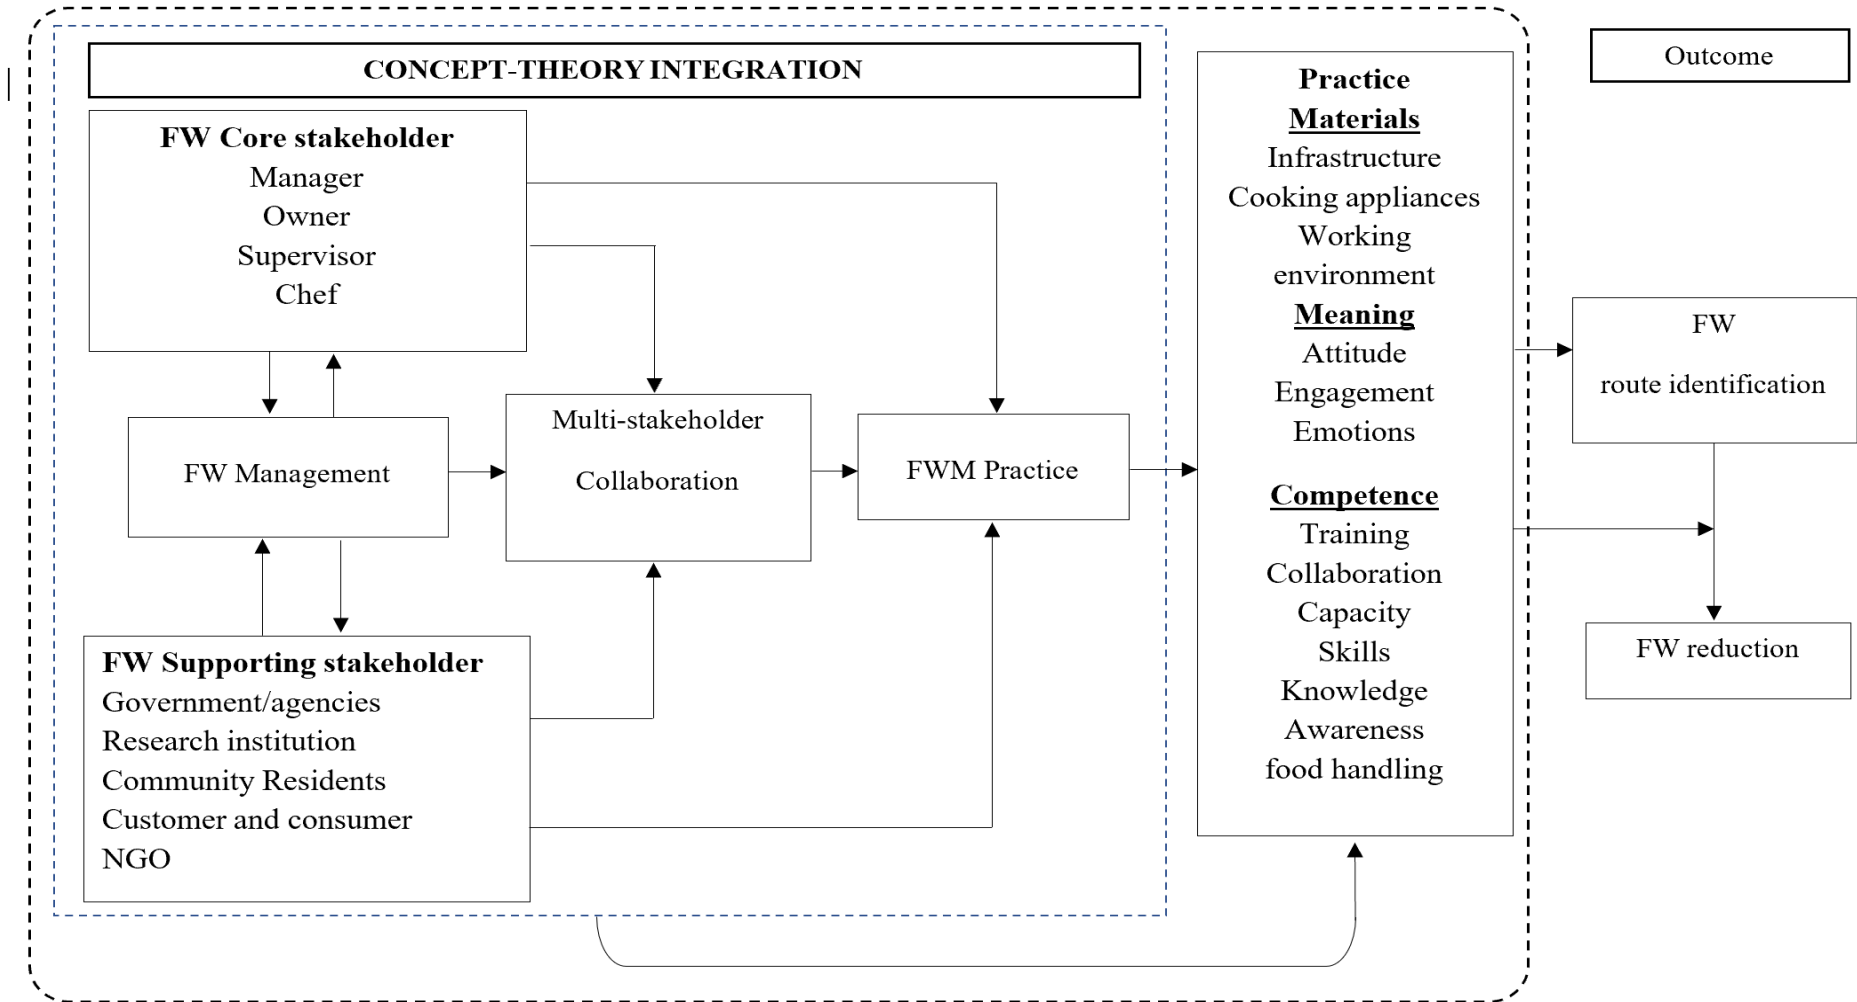 CONCEPT-THEORY INTEGRATION
FW Core stakeholder
Manager
Owner
Supervisor
Chef
FW Management
Multi-stakeholder
Collaboration
FWM Practice
FW Supporting stakeholder
Government/agencies
Research institution
Community Residents
Customer and consumer
NGO
Practice
Materials
Infrastructure
Cooking appliances
Working
environment
Meaning
Attitude
Engagement
Emotions
Competence
Training
Collaboration
Capacity
Skills
Knowledge
Awareness
food handling
Outcome
FW
route identification
FW reduction